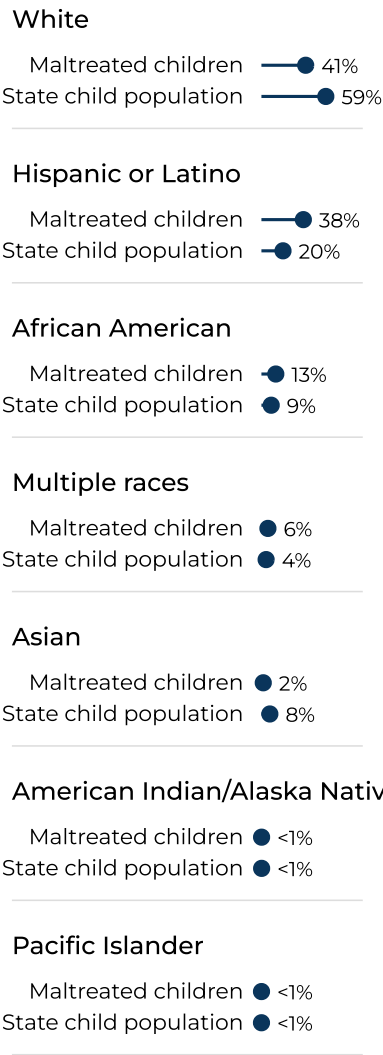 White
Maltreated children 41%
State child population 59%
Hispanic or Latino
Maltreated children 38%
State child population 20%
African American
Maltreated children 13%
State child population 9%
Multiple races
Maltreated children 6%
State child population 4%
Asian
Maltreated children 2%
State child population 8%
American Indian/Alaska Nativ
Maltreated children <1%
State child population <1%
Pacific Islander
Maltreated children <1%
State child population <1%